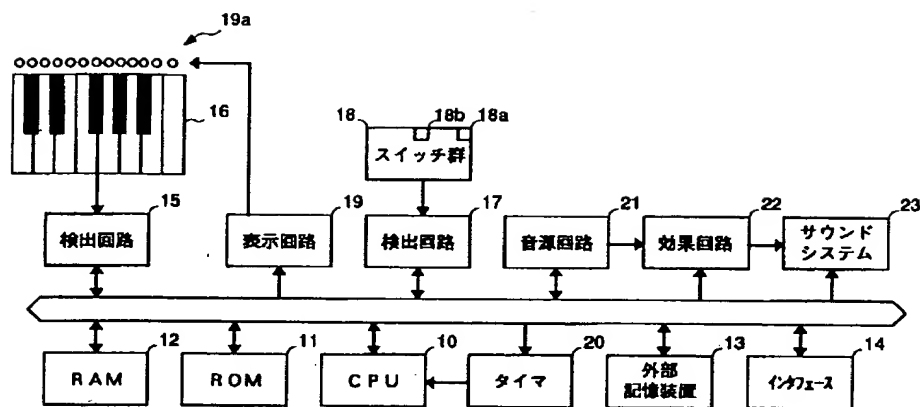 19a
16
18
18b
18a
スイッチ群
15
検出回路
19
表示回路
17
検出回路
21
音源回路
22
効果回路
23
サウンド
システム
12
RAM
11
ROM
10
CPU
20
タイマ
13
外部
記憶装置
14
インタフェース